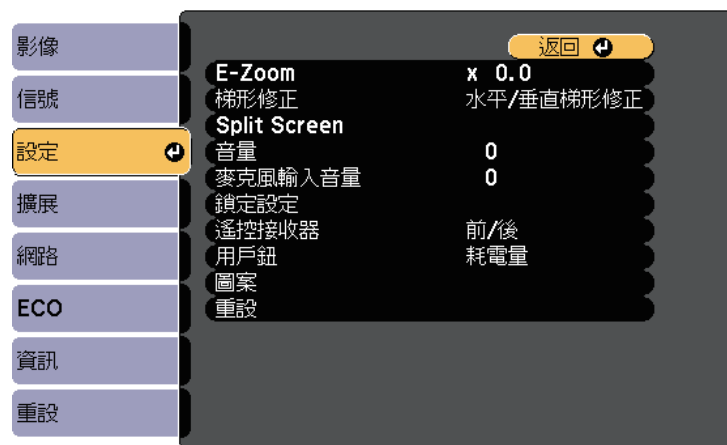 影像
信號
設定
擴展
網路
ECO
資訊
重設
返回
E-Zoom x 0.0
梯形修正 水平/垂直梯形修正
Split Screen
音量 0
麥克風輸入音量 0
鎖定設定
遙控接收器 前/後
用戶鈕 耗電量
圖案
重設